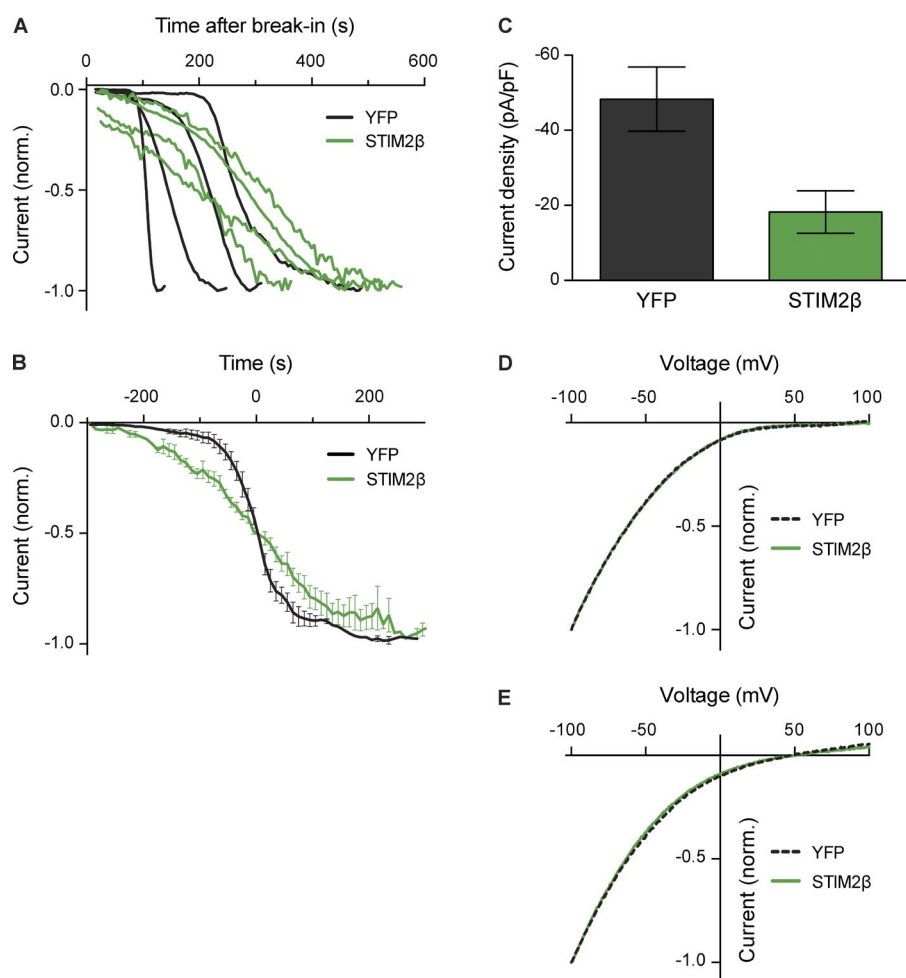 A
Time after break-in (s)
0 200 400 600
0.0
-0.5
-1.0
Current (norm.)
YFP
STIM2β
B
Time (s)
-200 0 200
0.0
-0.5
-1.0
Current (norm.)
YFP
STIM2β
C
-60
-40
-20
0
Current density (pA/pF)
YFP STIM2β
D
Voltage (mV)
-100 -50 50 100
-0.5
-1.0
Current (norm.)
YFP
STIM2β
E
Voltage (mV)
-100 -50 50 100
-0.5
-1.0
Current (norm.)
YFP
STIM2β